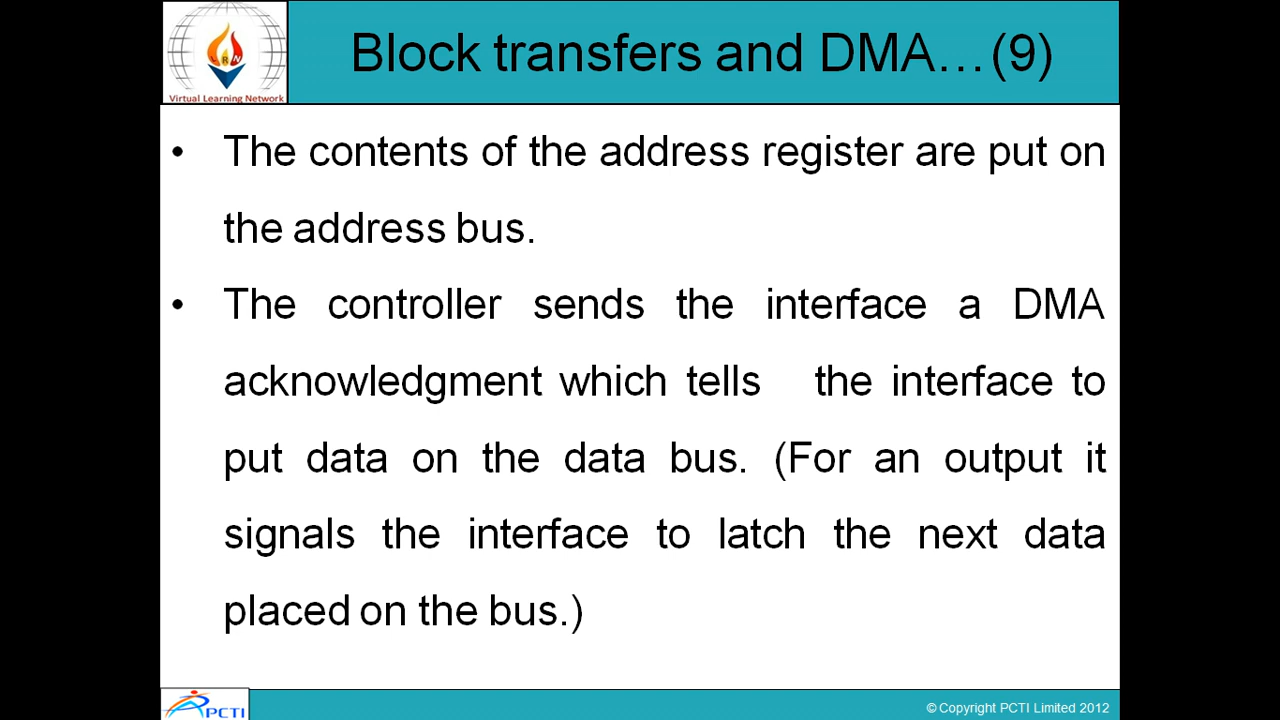 Block transfers and DMA…(9)
LRN
Virtual Learning Network
• The contents of the address register are put on
the address bus.
• The controller sends the interface a DMA
acknowledgment which tells the interface to
put data on the data bus. (For an output it
signals the interface to latch the next data
placed on the bus.)
PCTI
© Copyright PCTI Limited 2012